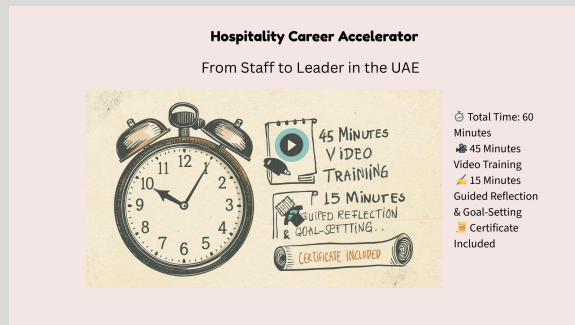 Hospitality Career Accelerator
From Staff to Leader in the UAE
12
1
2
3
4
5
6
7
8
9
10
11
45 MINUTES
VIDEO
TRAINING
15 MINUTES
GUIPED REFLECTION
& GOAL-SETTTING..
CERTIFICATE INCLUDED
⏱️ Total Time: 60
Minutes
🎥 45 Minutes
Video Training
✍️ 15 Minutes
Guided Reflection
& Goal-Setting
📜 Certificate
Included